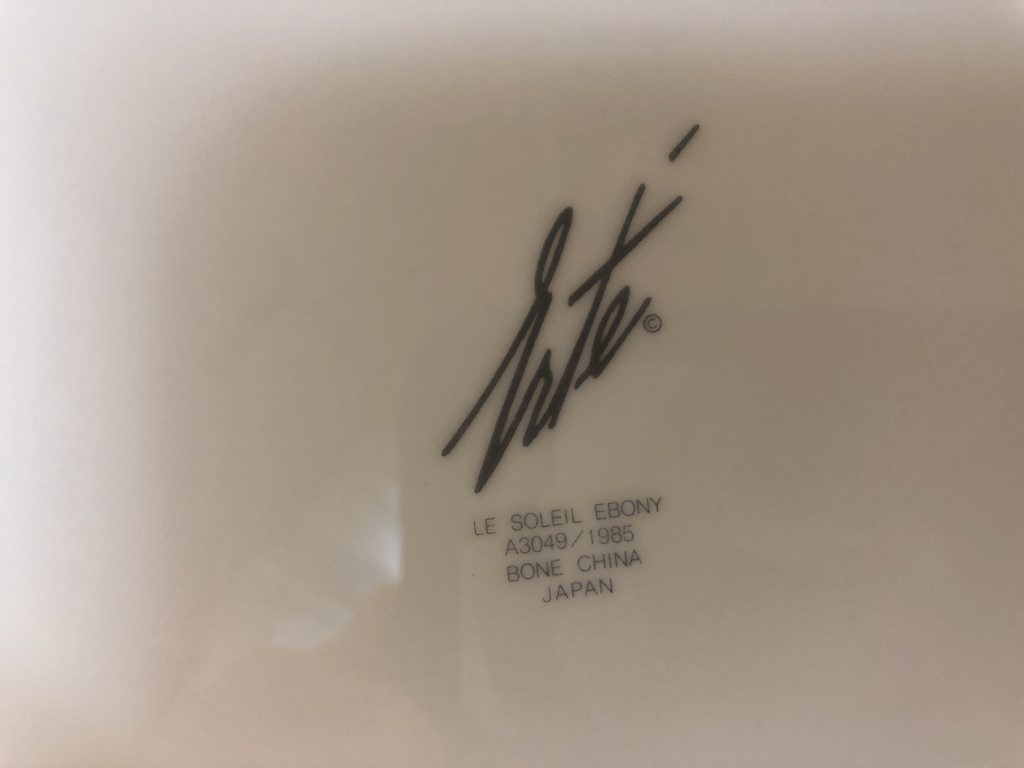 Erté ©
LE SOLEIL EBONY
A3049/1985
BONE CHINA
JAPAN